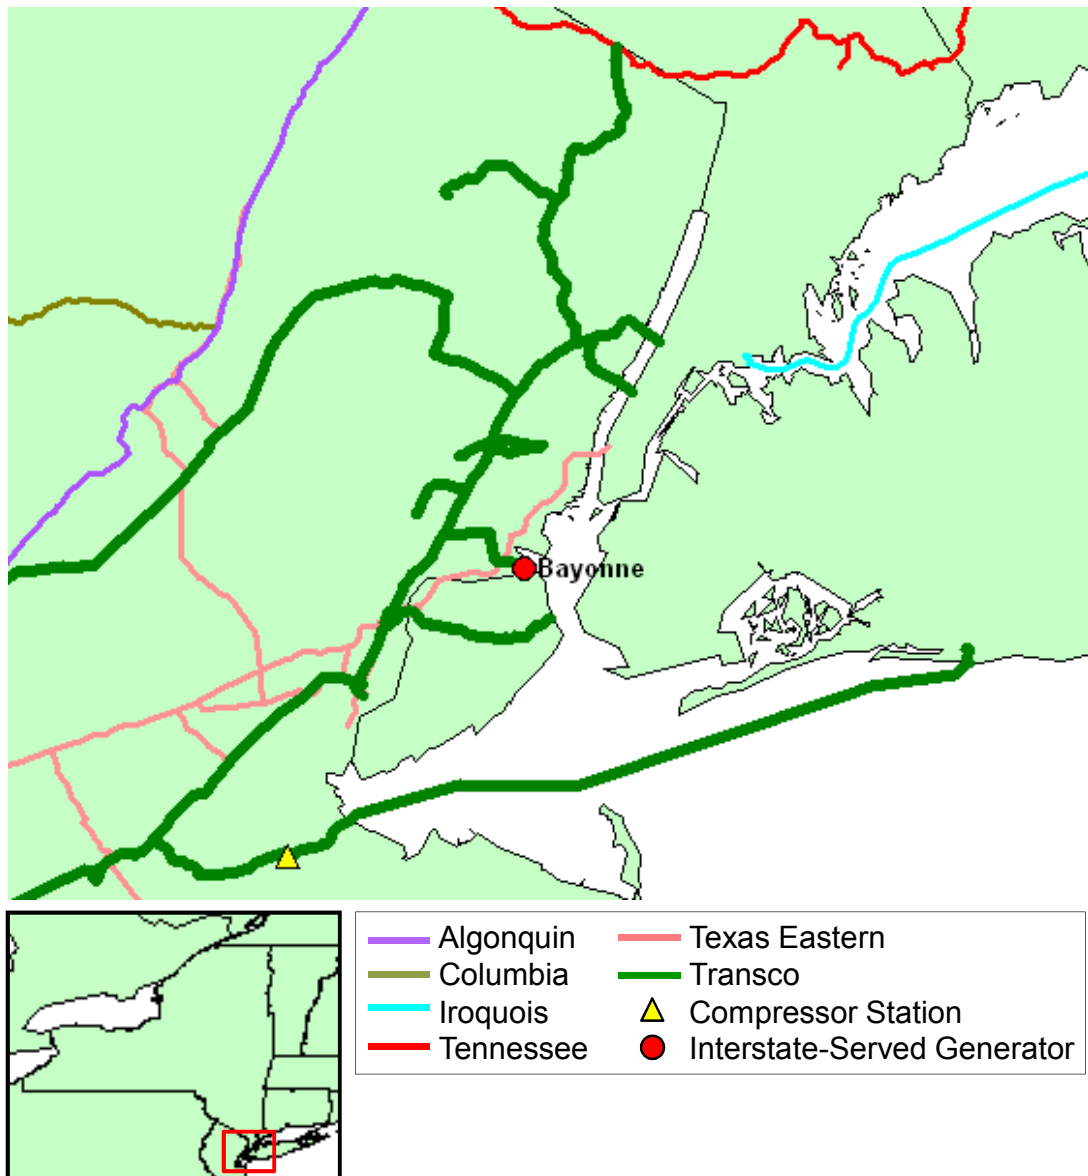 Bayonne
Algonquin
Texas Eastern
Columbia
Transco
Iroquois
Compressor Station
Tennessee
Interstate-Served Generator